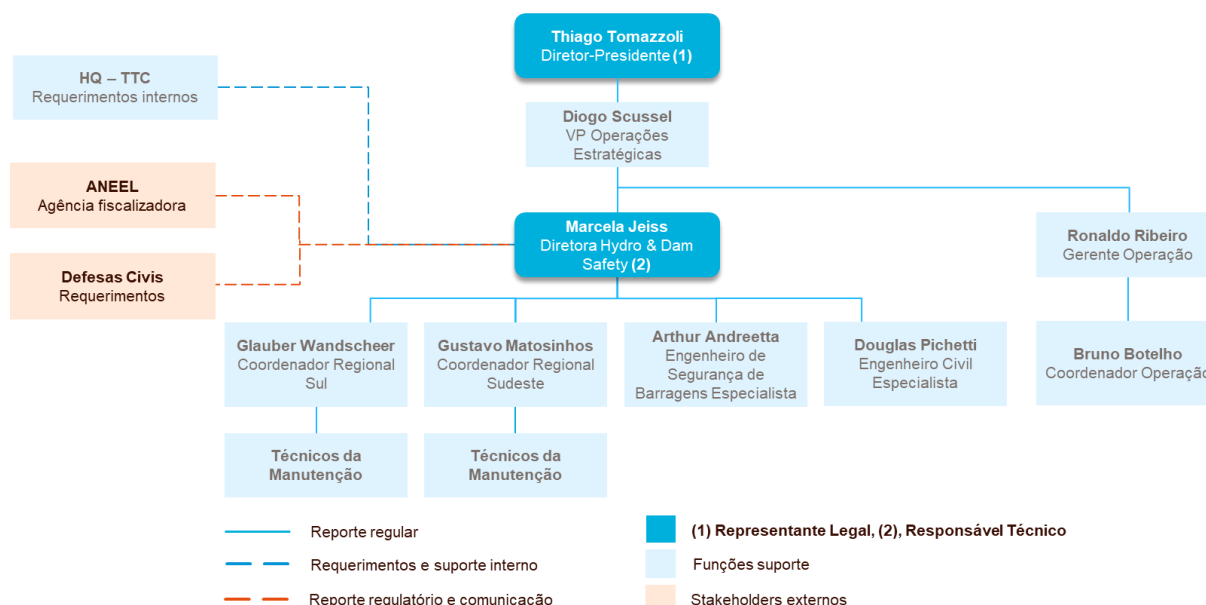 Thiago Tomazzoli
Diretor-Presidente (1)
HQ – TTC
Requerimentos internos
Diogo Scussel
VP Operações
Estratégicas
ANEEL
Agência fiscalizadora
Marcela Jeiss
Diretora Hydro & Dam
Safety (2)
Ronaldo Ribeiro
Gerente Operação
Defesas Civis
Requerimentos
Glauber Wandscheer
Coordenador Regional
Sul
Gustavo Matosinhos
Coordenador Regional
Sudeste
Arthur Andreetta
Engenheiro de
Segurança de
Barragens Especialista
Douglas Pichetti
Engenheiro Civil
Especialista
Bruno Botelho
Coordenador Operação
Técnicos da
Manutenção
Técnicos da
Manutenção
Reporte regular
(1) Representante Legal, (2), Responsável Técnico
Requerimentos e suporte interno
Funções suporte
Reporte regulatório e comunicação
Stakeholders externos